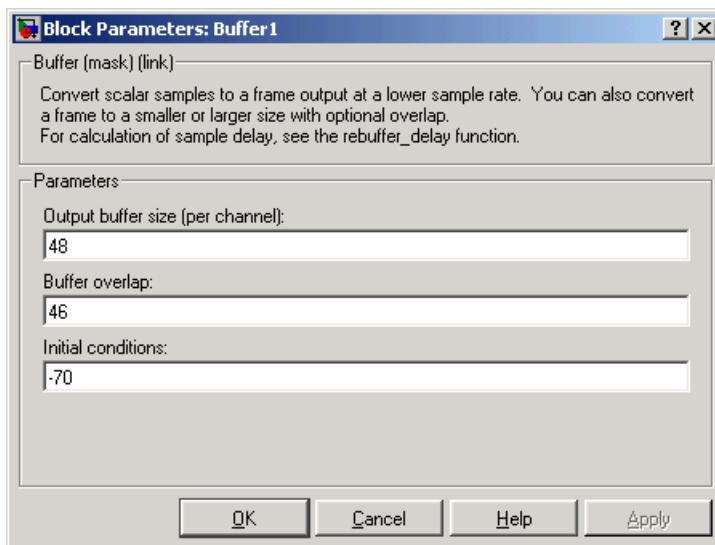 Block Parameters: Buffer1
Buffer (mask) (link)
Convert scalar samples to a frame output at a lower sample rate. You can also convert
a frame to a smaller or larger size with optional overlap.
For calculation of sample delay, see the rebuffer_delay function.
Parameters
Output buffer size (per channel):
48
Buffer overlap:
46
Initial conditions:
-70
OK Cancel Help Apply